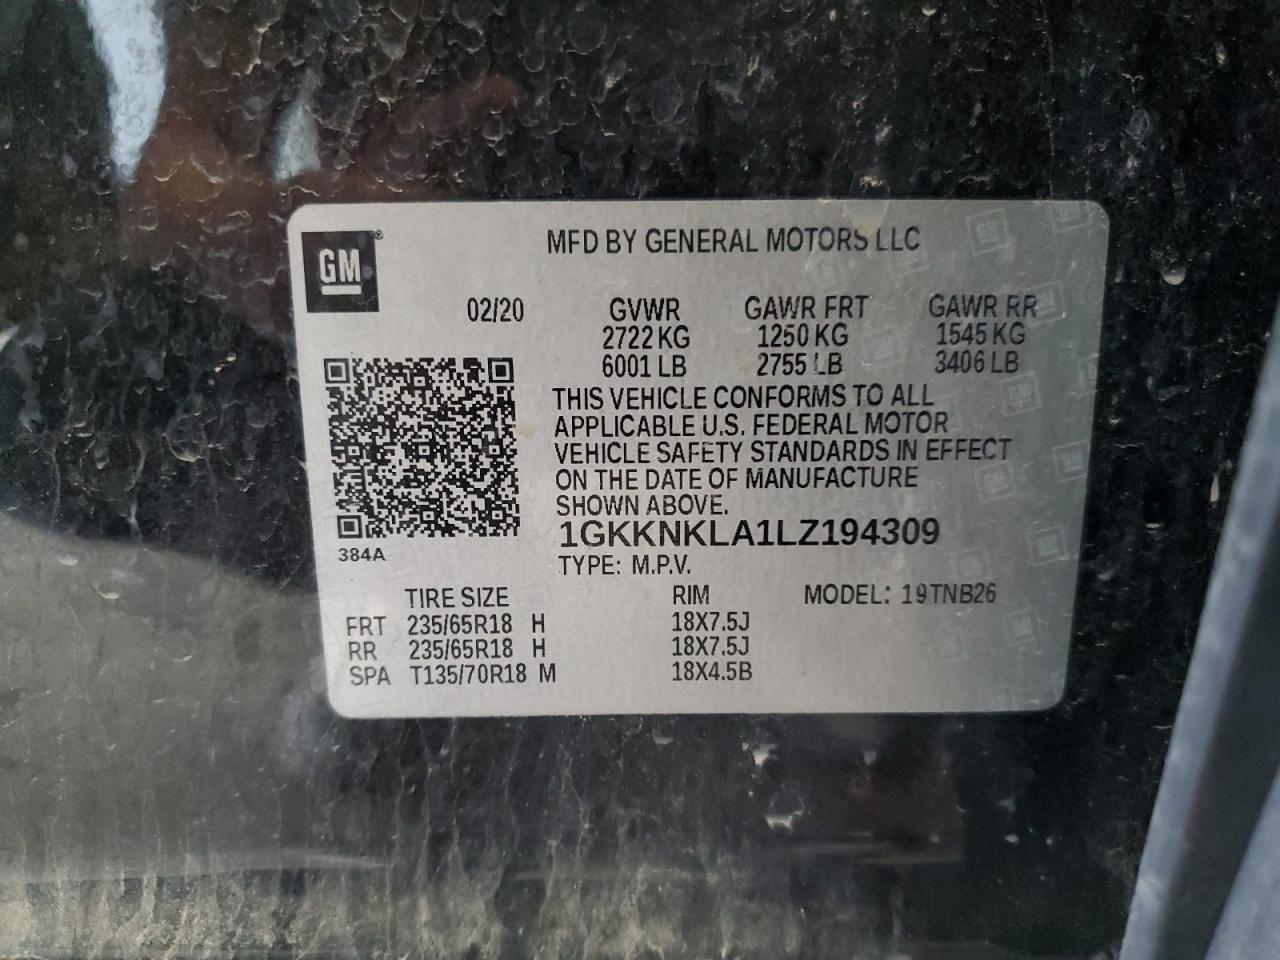 GM®
MFD BY GENERAL MOTORS LLC
02/20 GVWR GAWR FRT GAWR RR
2722 KG 1250 KG 1545 KG
6001 LB 2755 LB 3406 LB
THIS VEHICLE CONFORMS TO ALL
APPLICABLE U.S. FEDERAL MOTOR
VEHICLE SAFETY STANDARDS IN EFFECT
ON THE DATE OF MANUFACTURE
SHOWN ABOVE.
1GKKNKLA1LZ194309
384A
TYPE: M.P.V.
TIRE SIZE RIM MODEL: 19TNB26
FRT 235/65R18 H 18X7.5J
RR 235/65R18 H 18X7.5J
SPA T135/70R18 M 18X4.5B